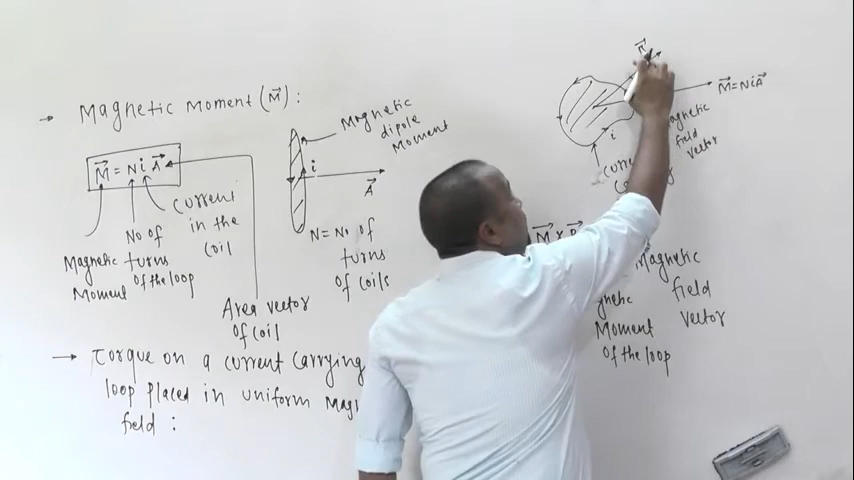 → Magnetic Moment (M⃗) :
M⃗ = N i A⃗
Magnetic
Moment
No of
turns
of the loop
current
in the
coil
Area vector
of coil
Magnetic
dipole
Moment
i
A⃗
N = No of
turns
of coils
→ Torque on a current carrying
loop placed in uniform Mag
field :
M⃗ = NiA⃗
i
field
vector
M⃗ ×
Magnetic
field
vector
Moment
of the loop